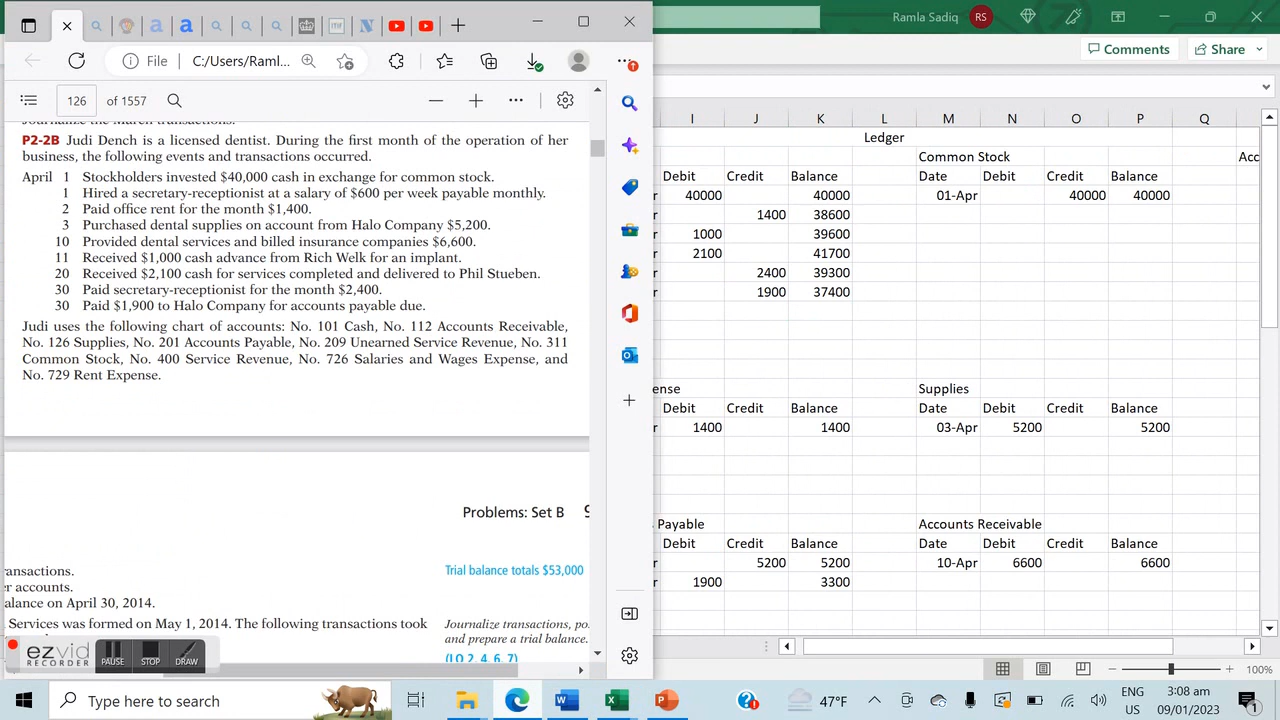 Ramla Sadiq RS
File C:/Users/Raml...
Comments Share
126 of 1557
Journalize the March transactions.
P2-2B Judi Dench is a licensed dentist. During the first month of the operation of her
business, the following events and transactions occurred.
April 1 Stockholders invested $40,000 cash in exchange for common stock.
1 Hired a secretary-receptionist at a salary of $600 per week payable monthly.
2 Paid office rent for the month $1,400.
3 Purchased dental supplies on account from Halo Company $5,200.
10 Provided dental services and billed insurance companies $6,600.
11 Received $1,000 cash advance from Rich Welk for an implant.
20 Received $2,100 cash for services completed and delivered to Phil Stueben.
30 Paid secretary-receptionist for the month $2,400.
30 Paid $1,900 to Halo Company for accounts payable due.
Judi uses the following chart of accounts: No. 101 Cash, No. 112 Accounts Receivable,
No. 126 Supplies, No. 201 Accounts Payable, No. 209 Unearned Service Revenue, No. 311
Common Stock, No. 400 Service Revenue, No. 726 Salaries and Wages Expense, and
No. 729 Rent Expense.
Problems: Set B 9
ransactions.
Trial balance totals $53,000
er accounts.
alance on April 30, 2014.
Services was formed on May 1, 2014. The following transactions took
Journalize transactions, po
and prepare a trial balance.
(LO 2, 4, 6, 7)
ezvid
RECORDER
PAUSE STOP DRAW
I J K L M N O P Q
Ledger
Common Stock Acc
Debit Credit Balance Date Debit Credit Balance
r 40000 40000 01-Apr 40000 40000
r 1400 38600
r 1000 39600
r 2100 41700
r 2400 39300
r 1900 37400
ense Supplies
Debit Credit Balance Date Debit Credit Balance
r 1400 1400 03-Apr 5200 5200
s Payable Accounts Receivable
Debit Credit Balance Date Debit Credit Balance
r 5200 5200 10-Apr 6600 6600
r 1900 3300
100%
Type here to search
47°F
ENG
US
3:08 am
09/01/2023
1